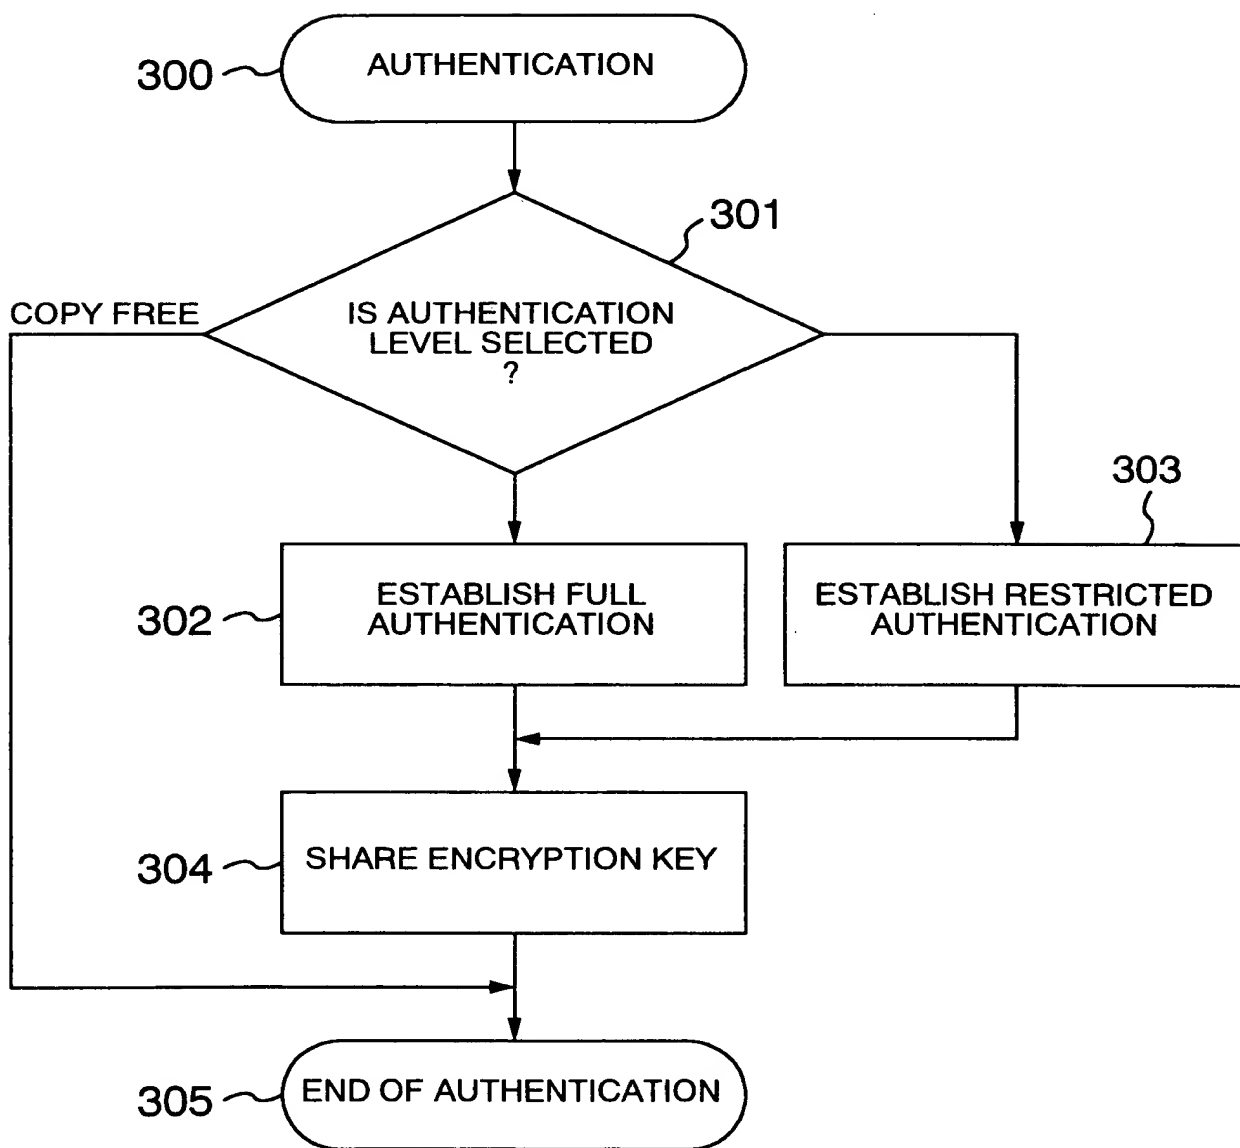 300
AUTHENTICATION
301
COPY FREE
IS AUTHENTICATION
LEVEL SELECTED
?
303
302
ESTABLISH FULL
AUTHENTICATION
ESTABLISH RESTRICTED
AUTHENTICATION
304
SHARE ENCRYPTION KEY
305
END OF AUTHENTICATION